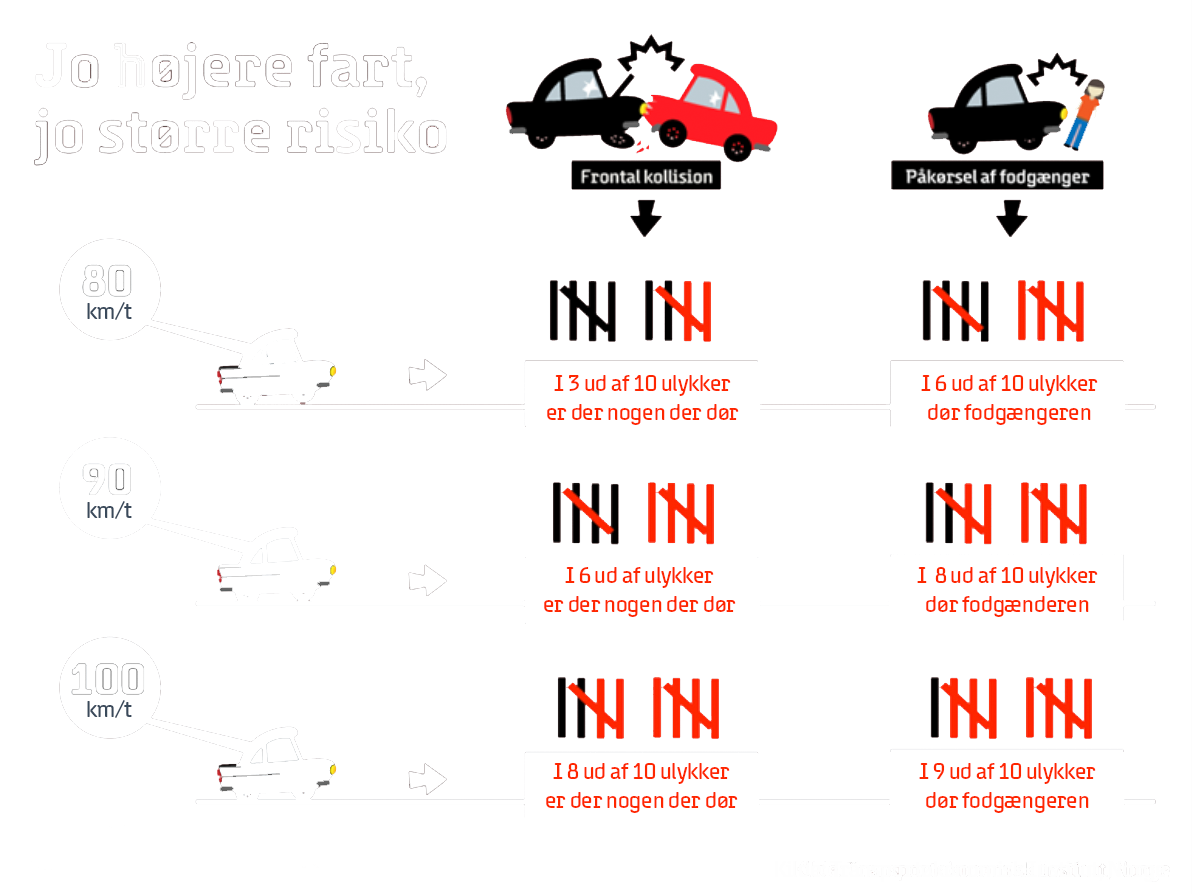 Jo højere fart,
jo større risiko
Frontal kollision
Påkørsel af fodgænger
80
km/t
I 3 ud af 10 ulykker
er der nogen der dør
I 6 ud af 10 ulykker
dør fodgængeren
90
km/t
I 6 ud af ulykker
er der nogen der dør
I 8 ud af 10 ulykker
dør fodgænderen
100
km/t
I 8 ud af 10 ulykker
er der nogen der dør
I 9 ud af 10 ulykker
dør fodgængeren